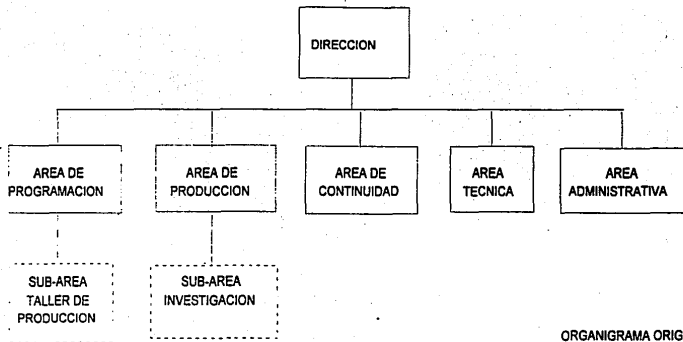 DIRECCION
AREA DE
PROGRAMACION
AREA DE
PRODUCCION
AREA DE
CONTINUIDAD
AREA
TECNICA
AREA
ADMINISTRATIVA
SUB-AREA
TALLER DE
PRODUCCION
SUB-AREA
INVESTIGACION
ORGANIGRAMA ORIG